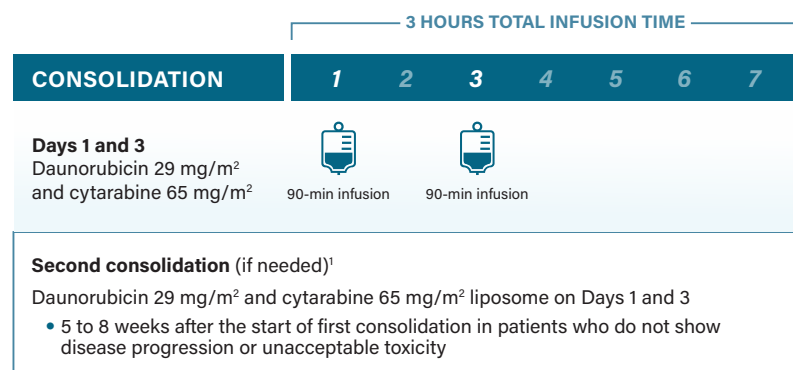 3 HOURS TOTAL INFUSION TIME
CONSOLIDATION 1 2 3 4 5 6 7
Days 1 and 3
Daunorubicin 29 mg/m²
and cytarabine 65 mg/m²
90-min infusion 90-min infusion
Second consolidation (if needed)¹
Daunorubicin 29 mg/m² and cytarabine 65 mg/m² liposome on Days 1 and 3
• 5 to 8 weeks after the start of first consolidation in patients who do not show
disease progression or unacceptable toxicity